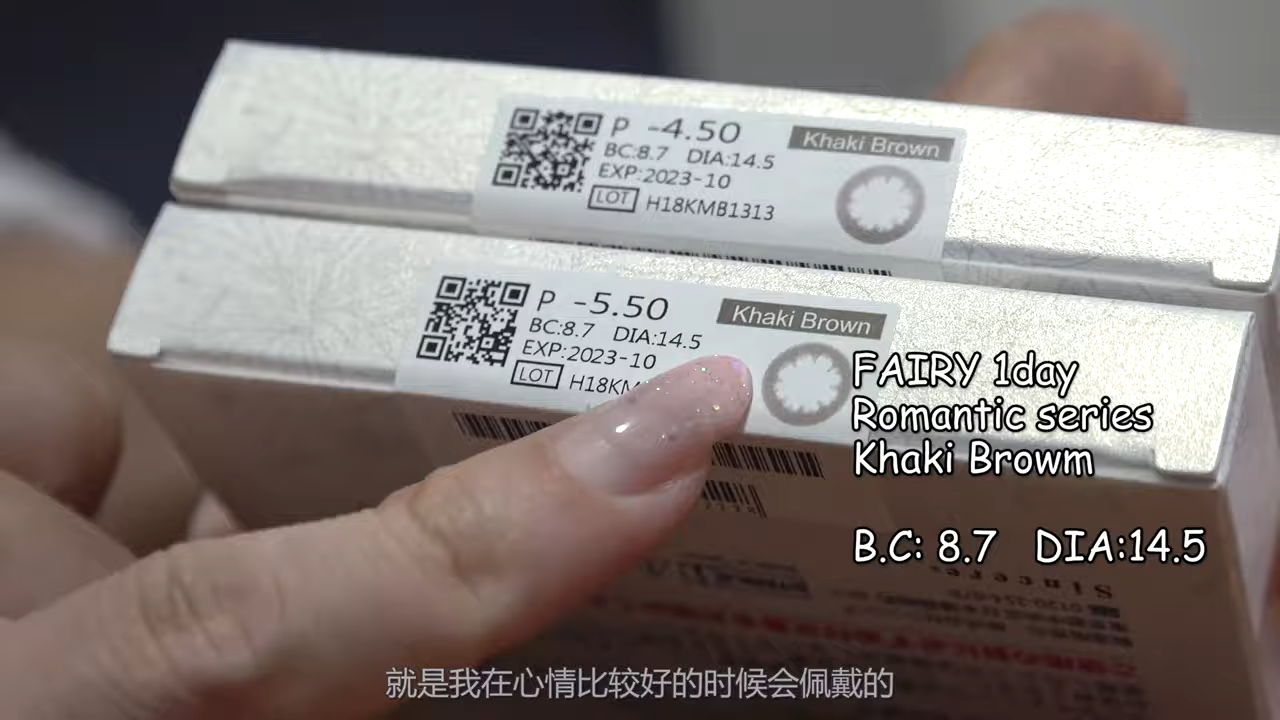 P -4.50
Khaki Brown
BC:8.7 DIA:14.5
EXP:2023-10
LOT H18KMB1313
P -5.50
Khaki Brown
BC:8.7 DIA:14.5
EXP:2023-10
LOT H18KM
FAIRY 1day
Romantic series
Khaki Browm
B.C: 8.7 DIA:14.5
Sincere
就是我在心情比较好的时候会佩戴的